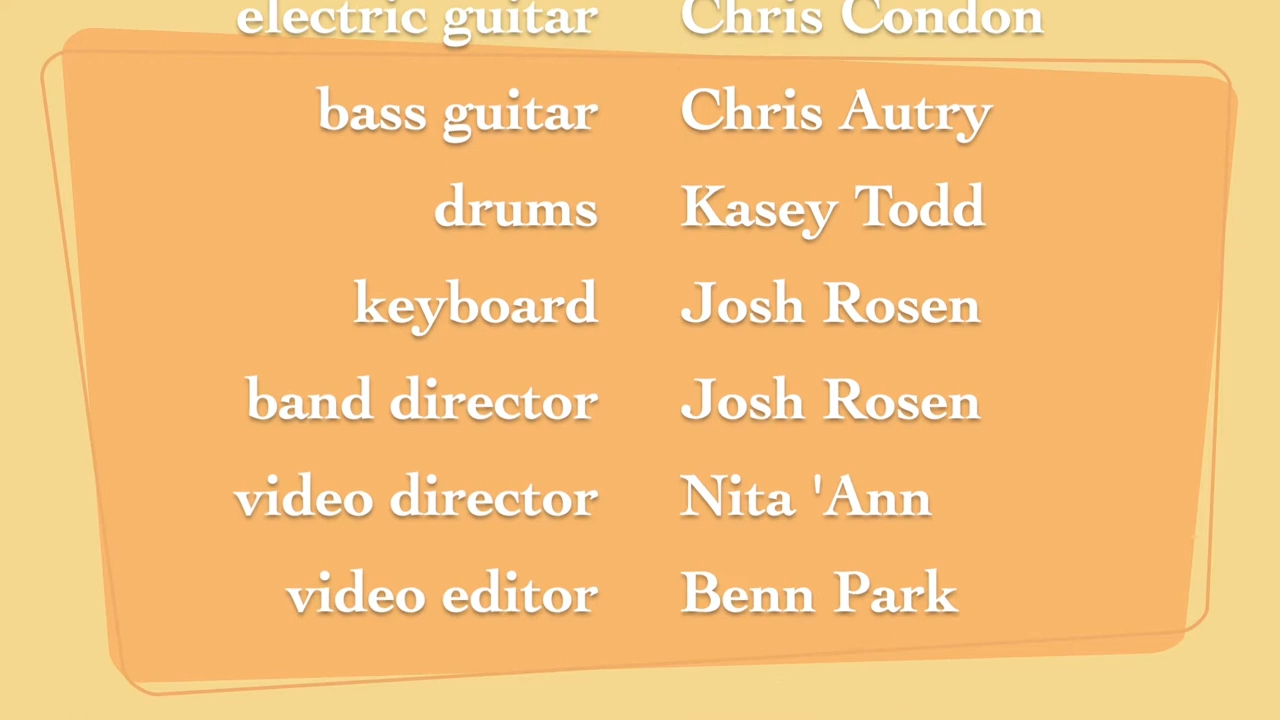 electric guitar Chris Condon
bass guitar Chris Autry
drums Kasey Todd
keyboard Josh Rosen
band director Josh Rosen
video director Nita 'Ann
video editor Benn Park